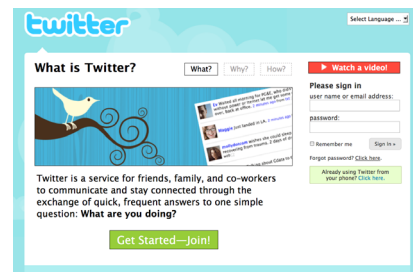 twitter
Select Language ...
What is Twitter?
What?
Why?
How?
Watch a video!
Please sign in
user name or email address:
password:
Remember me
Sign In »
Forgot password? Click here.
Already using Twitter
from your phone? Click here.
Twitter is a service for friends, family, and co-workers
to communicate and stay connected through the
exchange of quick, frequent answers to one simple
question: What are you doing?
Get Started—Join!